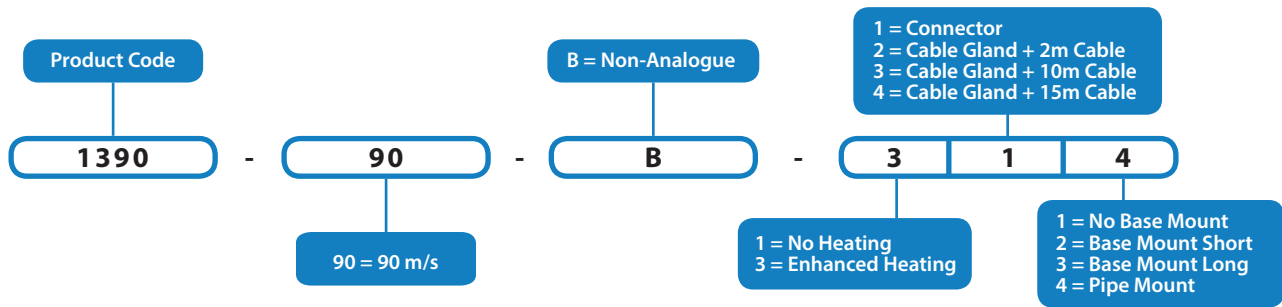 1 = Connector
2 = Cable Gland + 2m Cable
3 = Cable Gland + 10m Cable
4 = Cable Gland + 15m Cable
Product Code
B = Non-Analogue
1390 - 90 - B - 3 1 4
90 = 90 m/s
1 = No Heating
3 = Enhanced Heating
1 = No Base Mount
2 = Base Mount Short
3 = Base Mount Long
4 = Pipe Mount